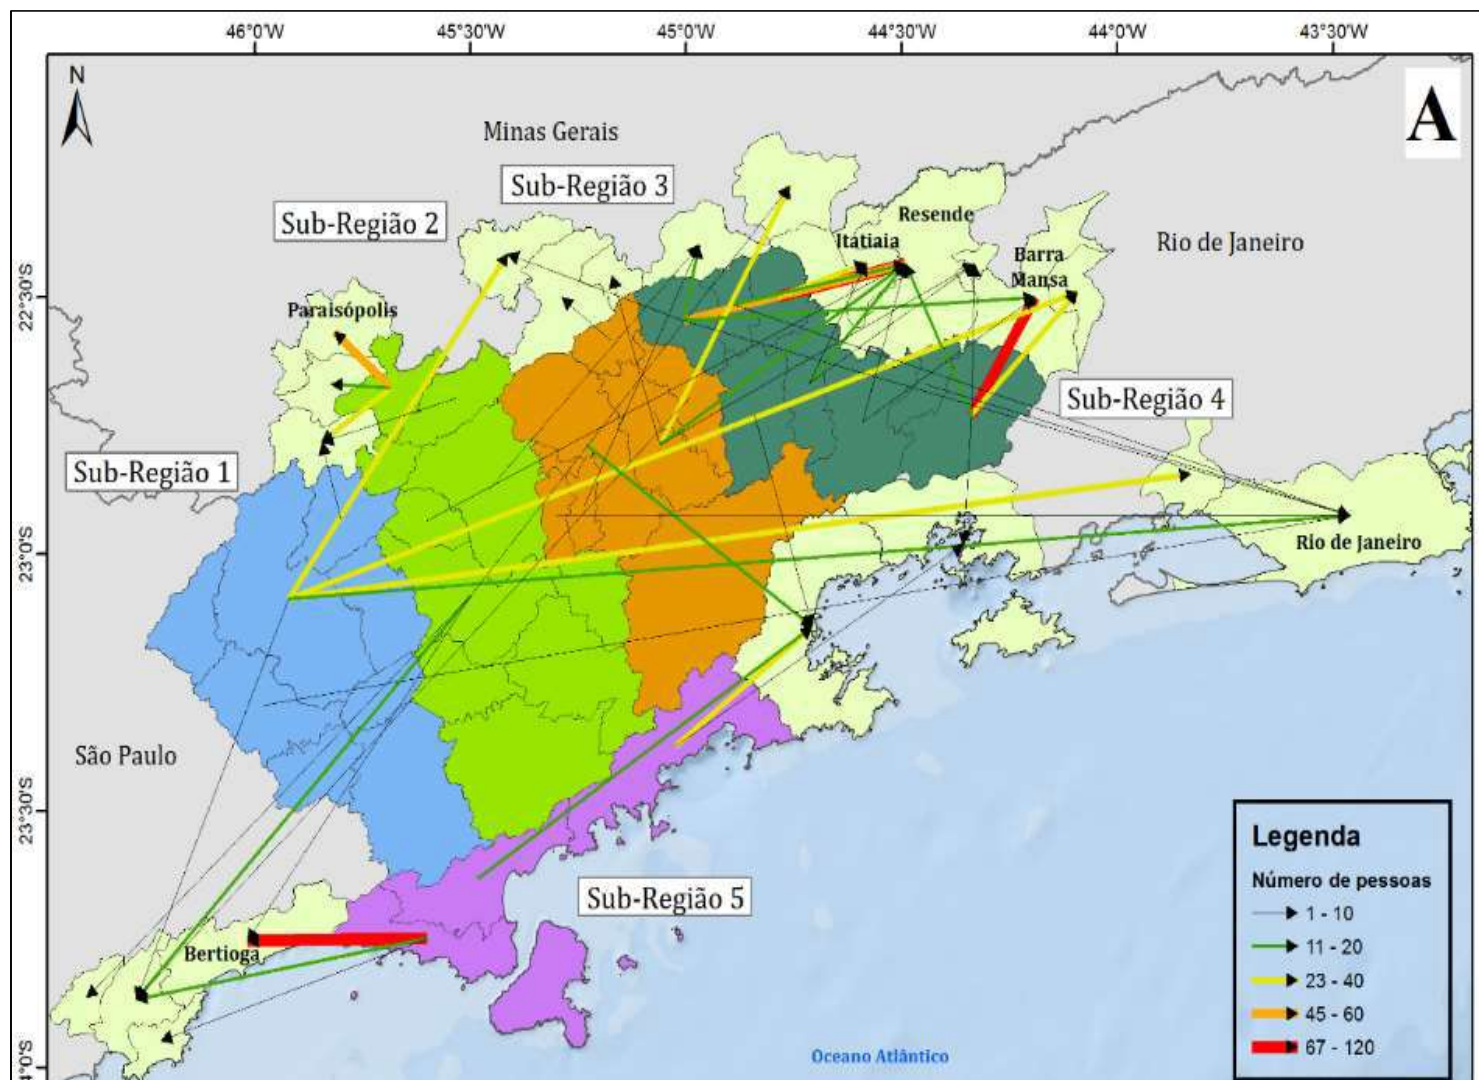 46°0'W 45°30'W 45°0'W 44°30'W 44°0'W 43°30'W
N
A
Minas Gerais
Sub-Região 3
Sub-Região 2
Resende
Itatiaia
Rio de Janeiro
Barra
Mansa
22°30'S
Paraisópolis
Sub-Região 4
Sub-Região 1
23°0'S
Rio de Janeiro
São Paulo
23°30'S
Sub-Região 5
Bertioga
Oceano Atlântico
4°0'S
Legenda
Número de pessoas
1 - 10
11 - 20
23 - 40
45 - 60
67 - 120